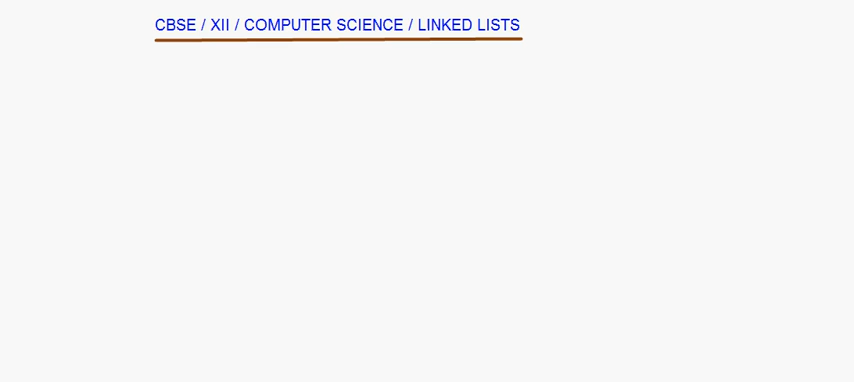 CBSE / XII / COMPUTER SCIENCE / LINKED LISTS